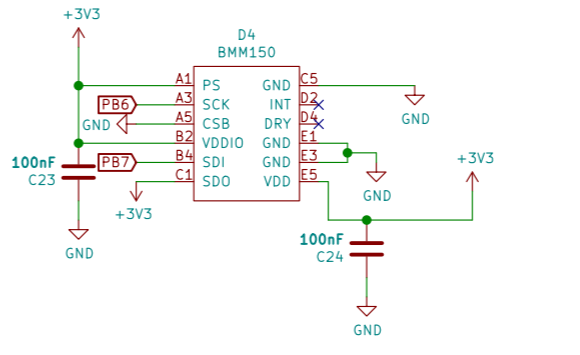 +3V3
D4
BMM150
A1 PS GND C5
PB6 A3 SCK INT D2
GND A5 CSB DRY D4
GND
B2 VDDIO GND E1
100nF PB7 B4 SDI GND E3
+3V3
C23 C1 SDO VDD E5
GND
+3V3
100nF
GND
C24
GND